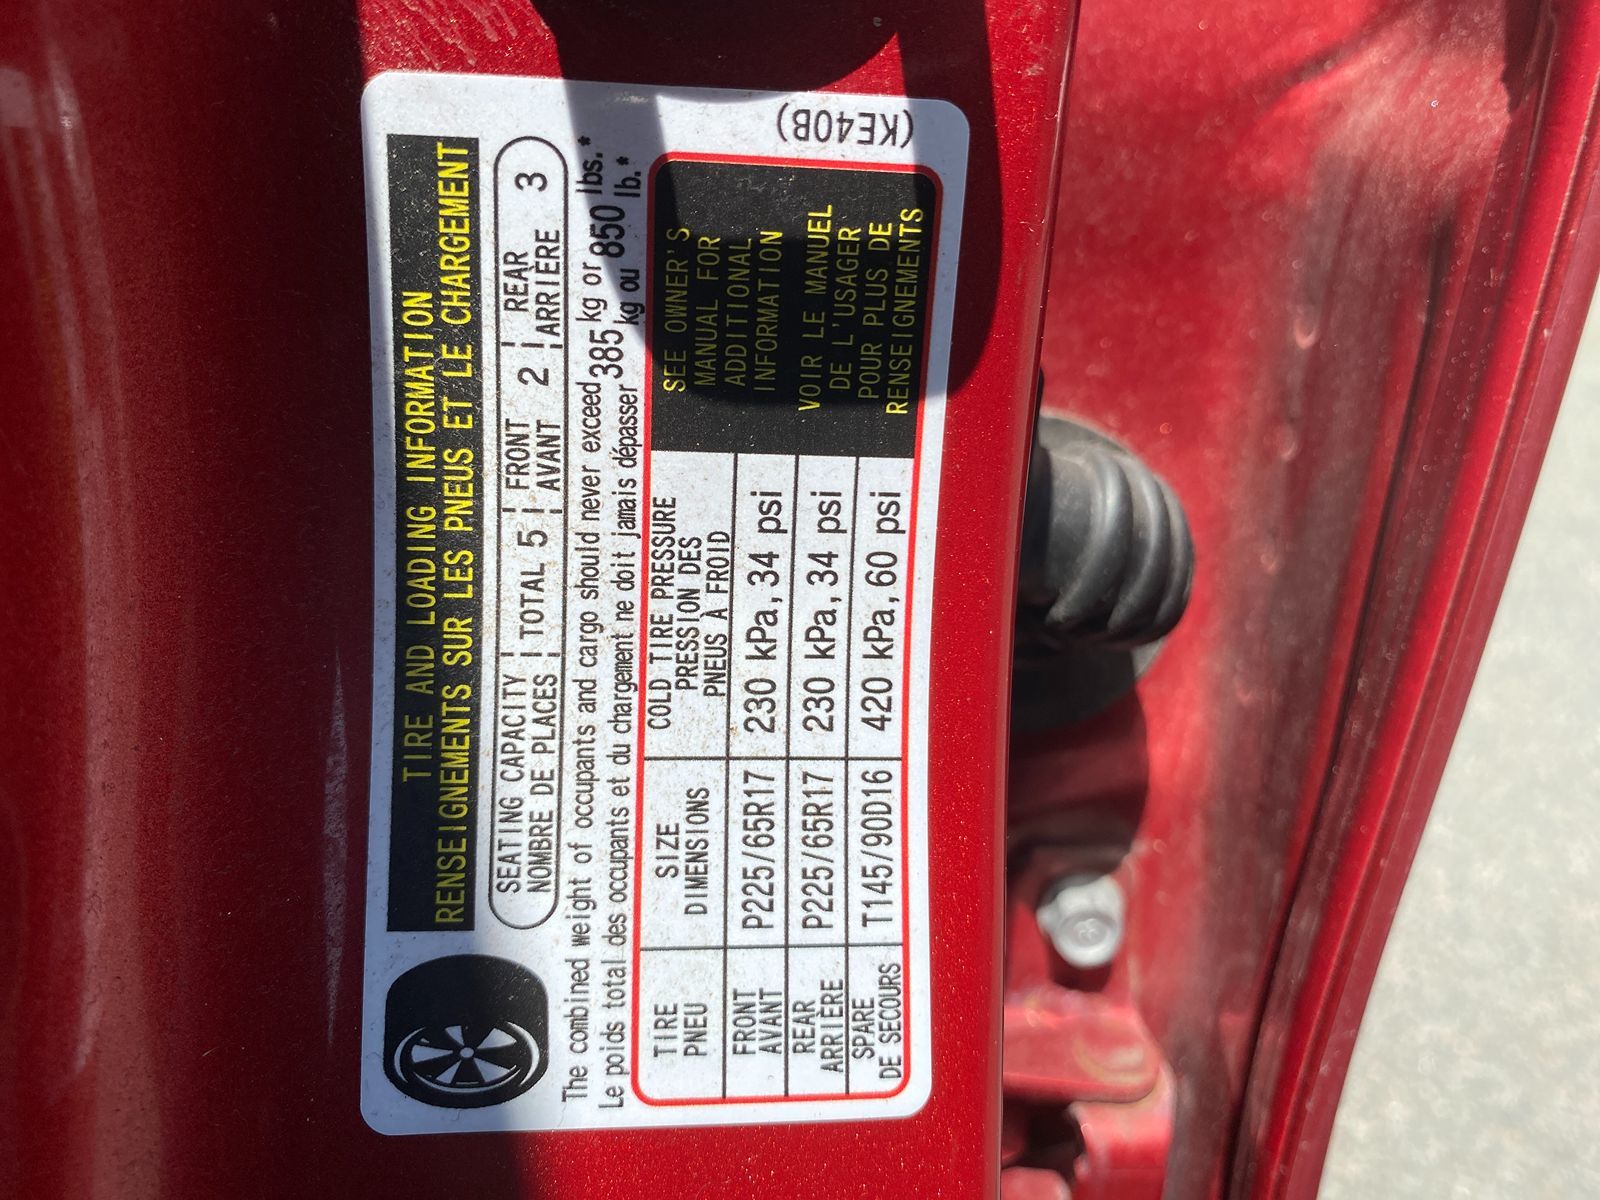 TIRE AND LOADING INFORMATION
RENSEIGNEMENTS SUR LES PNEUS ET LE CHARGEMENT
SEATING CAPACITY TOTAL 5 FRONT 2 REAR 3
NOMBRE DE PLACES AVANT ARRIÈRE
The combined weight of occupants and cargo should never exceed 385 kg or 850 lbs.*
Le poids total des occupants et du chargement ne doit jamais dépasser kg ou lb.*
TIRE
PNEU
SIZE
DIMENSIONS
COLD TIRE PRESSURE
PRESSION DES
PNEUS À FROID
FRONT
AVANT
P225/65R17
230 kPa, 34 psi
REAR
ARRIÈRE
P225/65R17
230 kPa, 34 psi
SPARE
DE SECOURS
T145/90D16
420 kPa, 60 psi
SEE OWNER'S
MANUAL FOR
ADDITIONAL
INFORMATION
VOIR LE MANUEL
DE L'USAGER
POUR PLUS DE
RENSEIGNEMENTS
(KE40B)